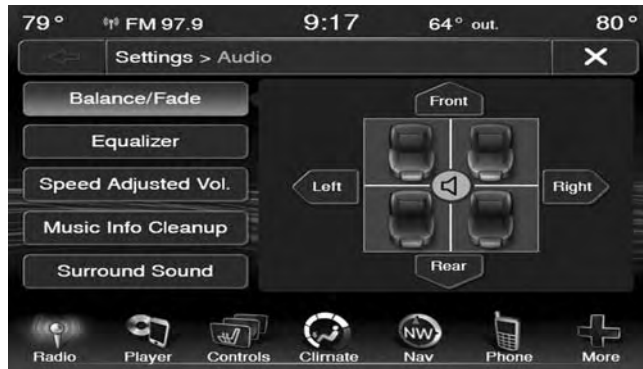 79° FM 97.9 9:17 64° out. 80°
Settings > Audio X
Balance/Fade
Front
Equalizer
Speed Adjusted Vol.
Left
Right
Music Info Cleanup
Surround Sound
Rear
NW
Radio Player Controls Climate Nav Phone More